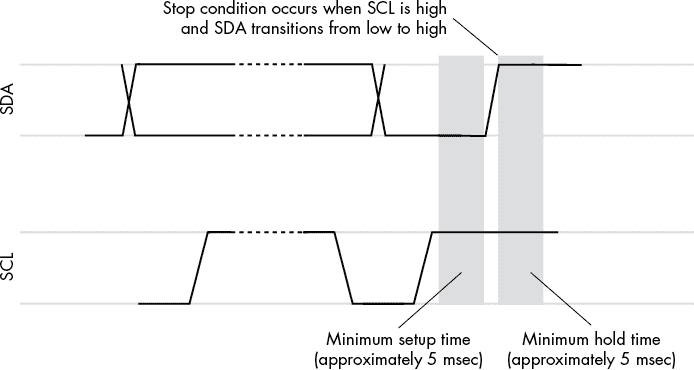 Stop condition occurs when SCL is high
and SDA transitions from low to high
SDA
SCL
Minimum setup time
(approximately 5 msec)
Minimum hold time
(approximately 5 msec)